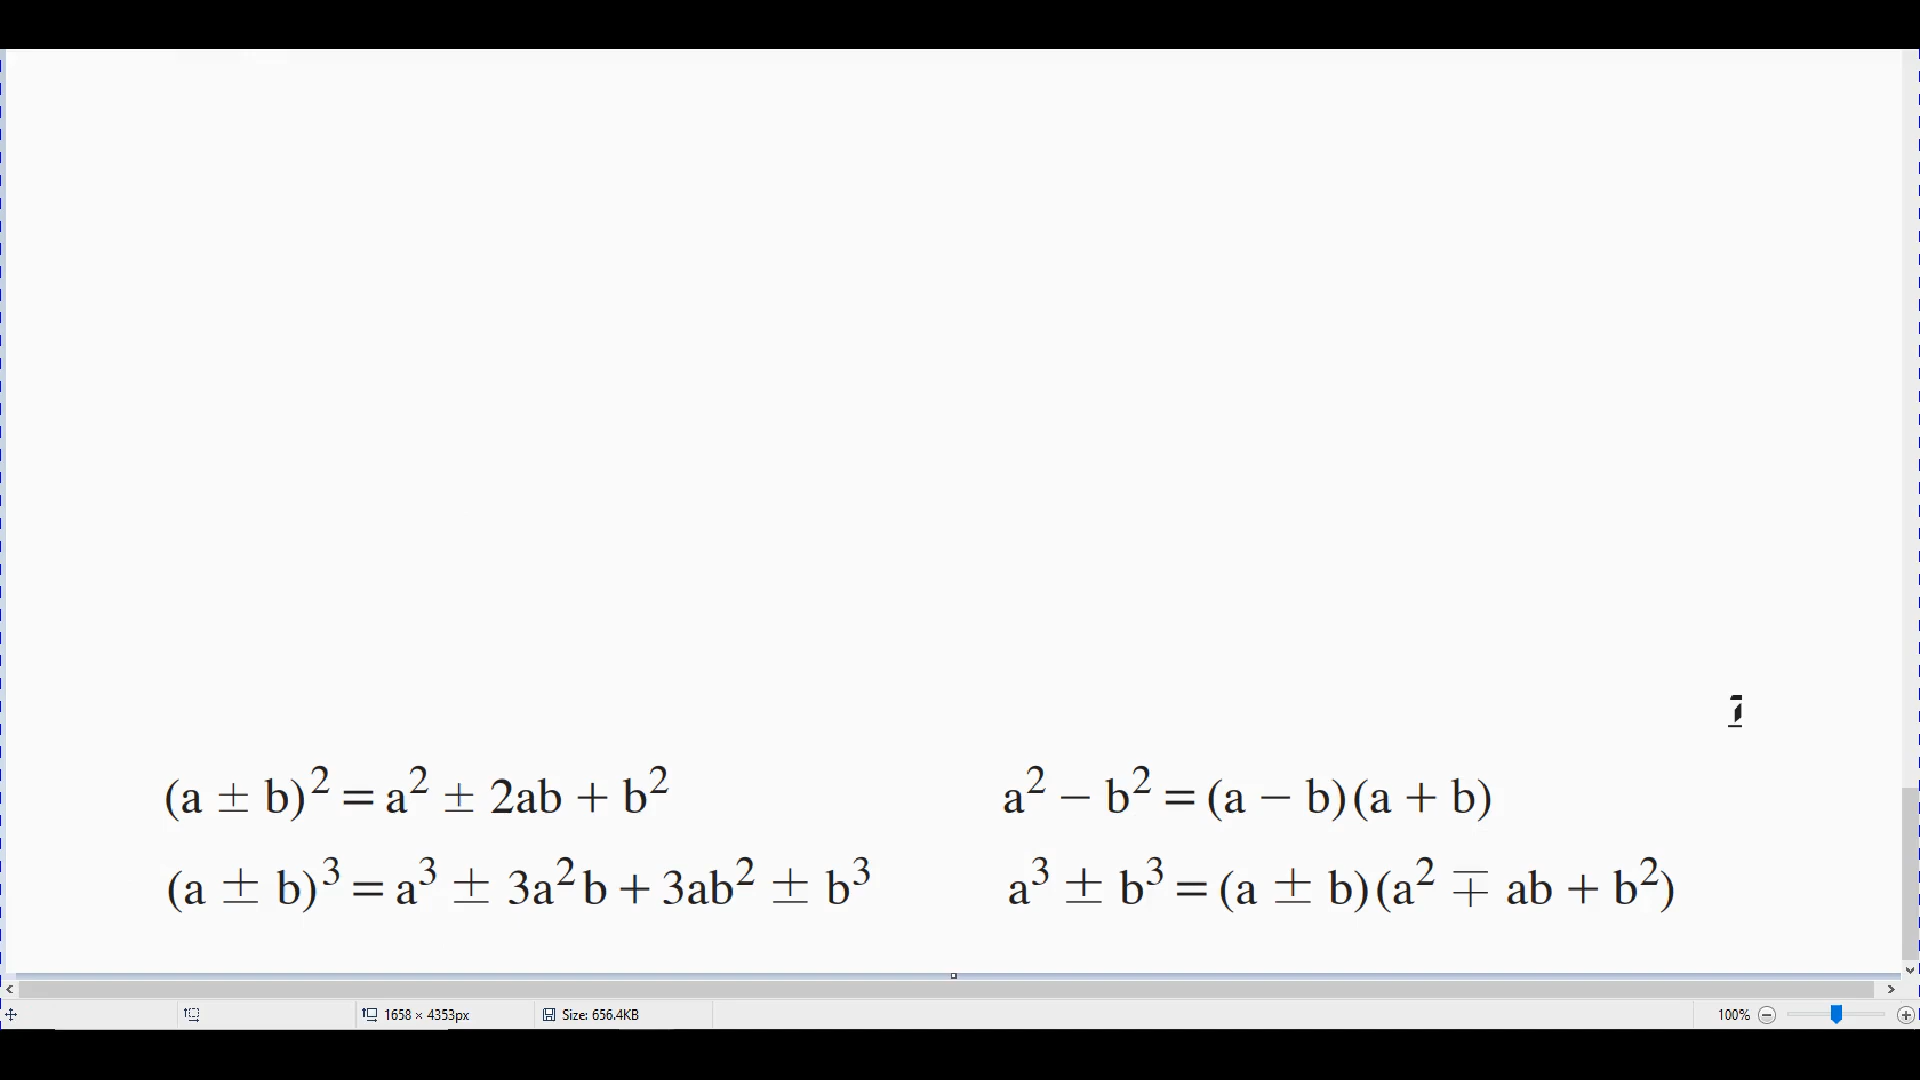 (a ± b)² = a² ± 2ab + b²
a² − b² = (a − b)(a + b)
(a ± b)³ = a³ ± 3a²b + 3ab² ± b³
a³ ± b³ = (a ± b)(a² ∓ ab + b²)
1658 × 4353px
Size: 656.4KB
100%